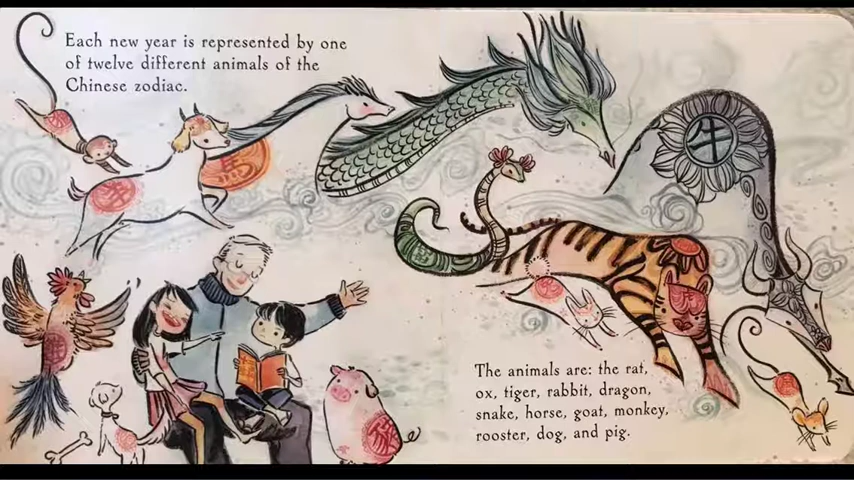 Each new year is represented by one
of twelve different animals of the
Chinese zodiac.
馬
牛
The animals are: the rat,
ox, tiger, rabbit, dragon,
snake, horse, goat, monkey,
rooster, dog, and pig.